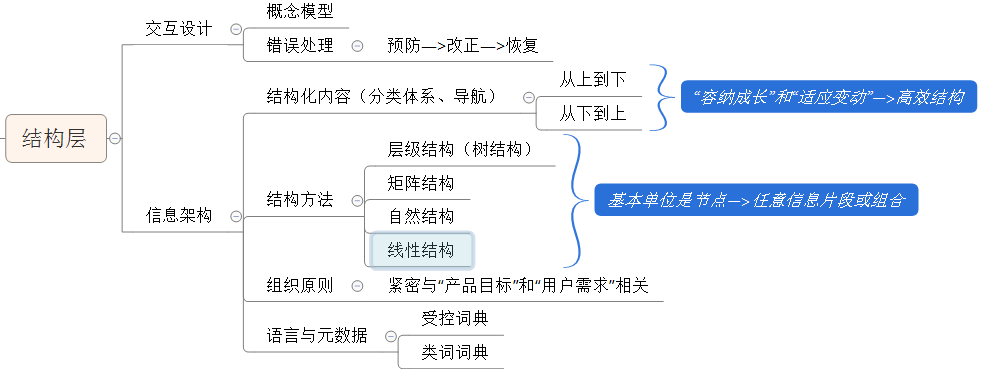 结构层
交互设计
概念模型
错误处理
预防—>改正—>恢复
信息架构
结构化内容（分类体系、导航）
从上到下
从下到上
“容纳成长”和“适应变动”—>高效结构
结构方法
层级结构（树结构）
矩阵结构
自然结构
线性结构
基本单位是节点—>任意信息片段或组合
组织原则
紧密与“产品目标”和“用户需求”相关
语言与元数据
受控词典
类词词典